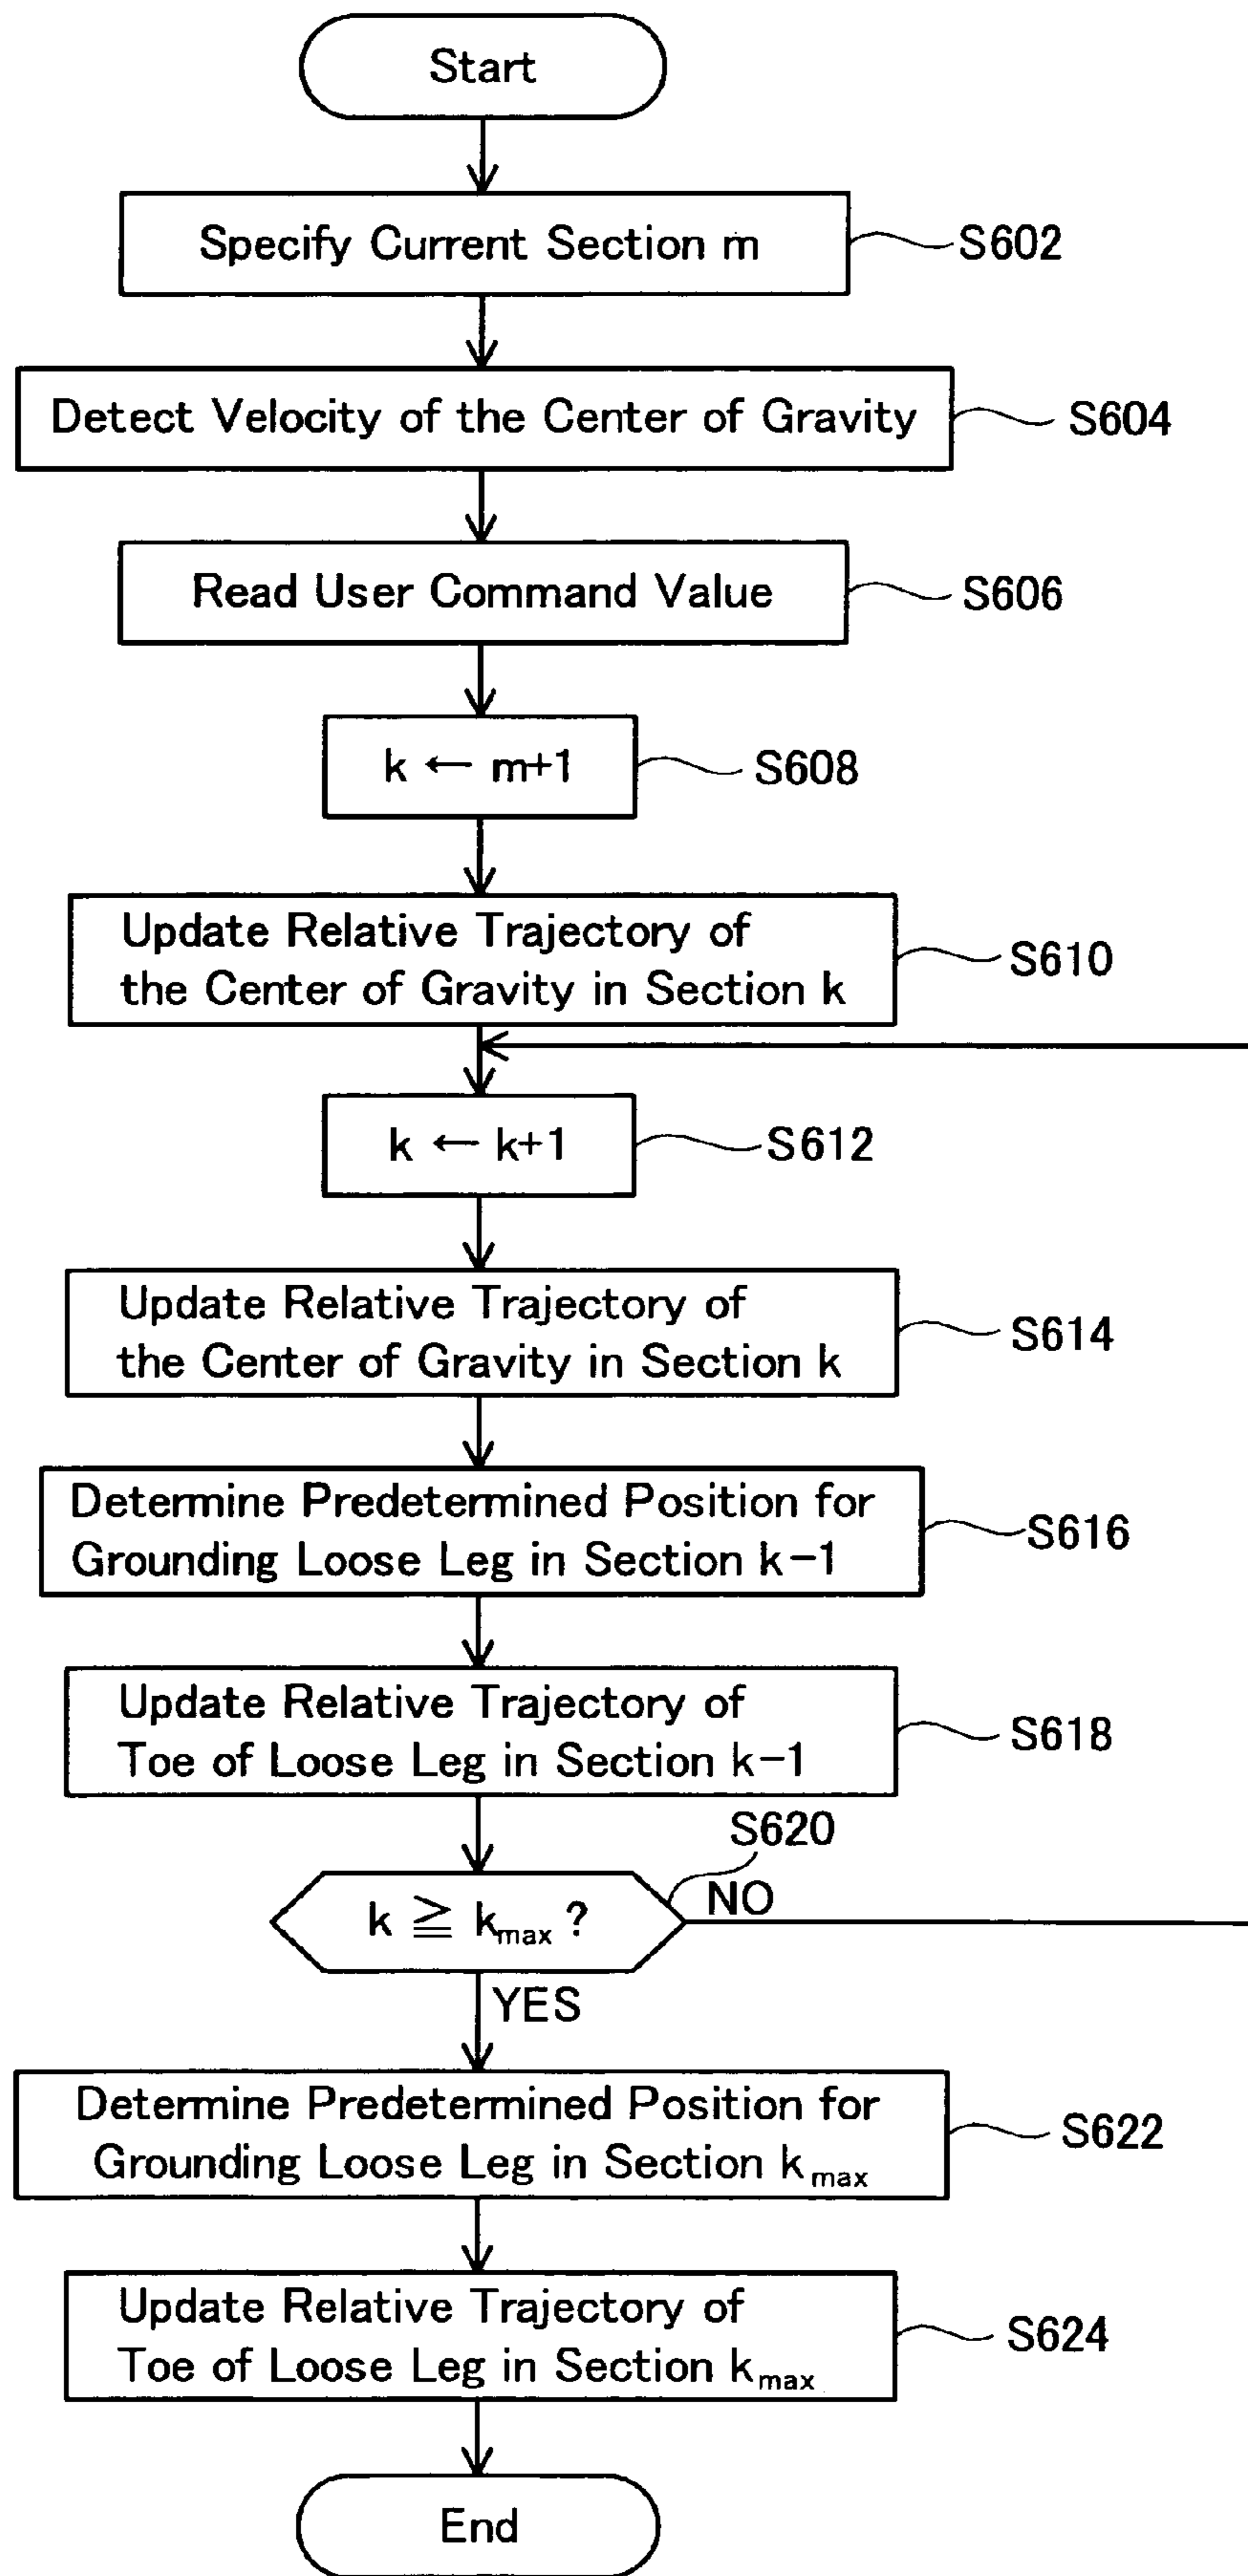 Start
Specify Current Section m
S602
Detect Velocity of the Center of Gravity
S604
Read User Command Value
S606
k ← m+1
S608
Update Relative Trajectory of
the Center of Gravity in Section k
S610
k ← k+1
S612
Update Relative Trajectory of
the Center of Gravity in Section k
S614
Determine Predetermined Position for
Grounding Loose Leg in Section k-1
S616
Update Relative Trajectory of
Toe of Loose Leg in Section k-1
S618
S620
k ≧ kmax ?
NO
YES
Determine Predetermined Position for
Grounding Loose Leg in Section kmax
S622
Update Relative Trajectory of
Toe of Loose Leg in Section kmax
S624
End